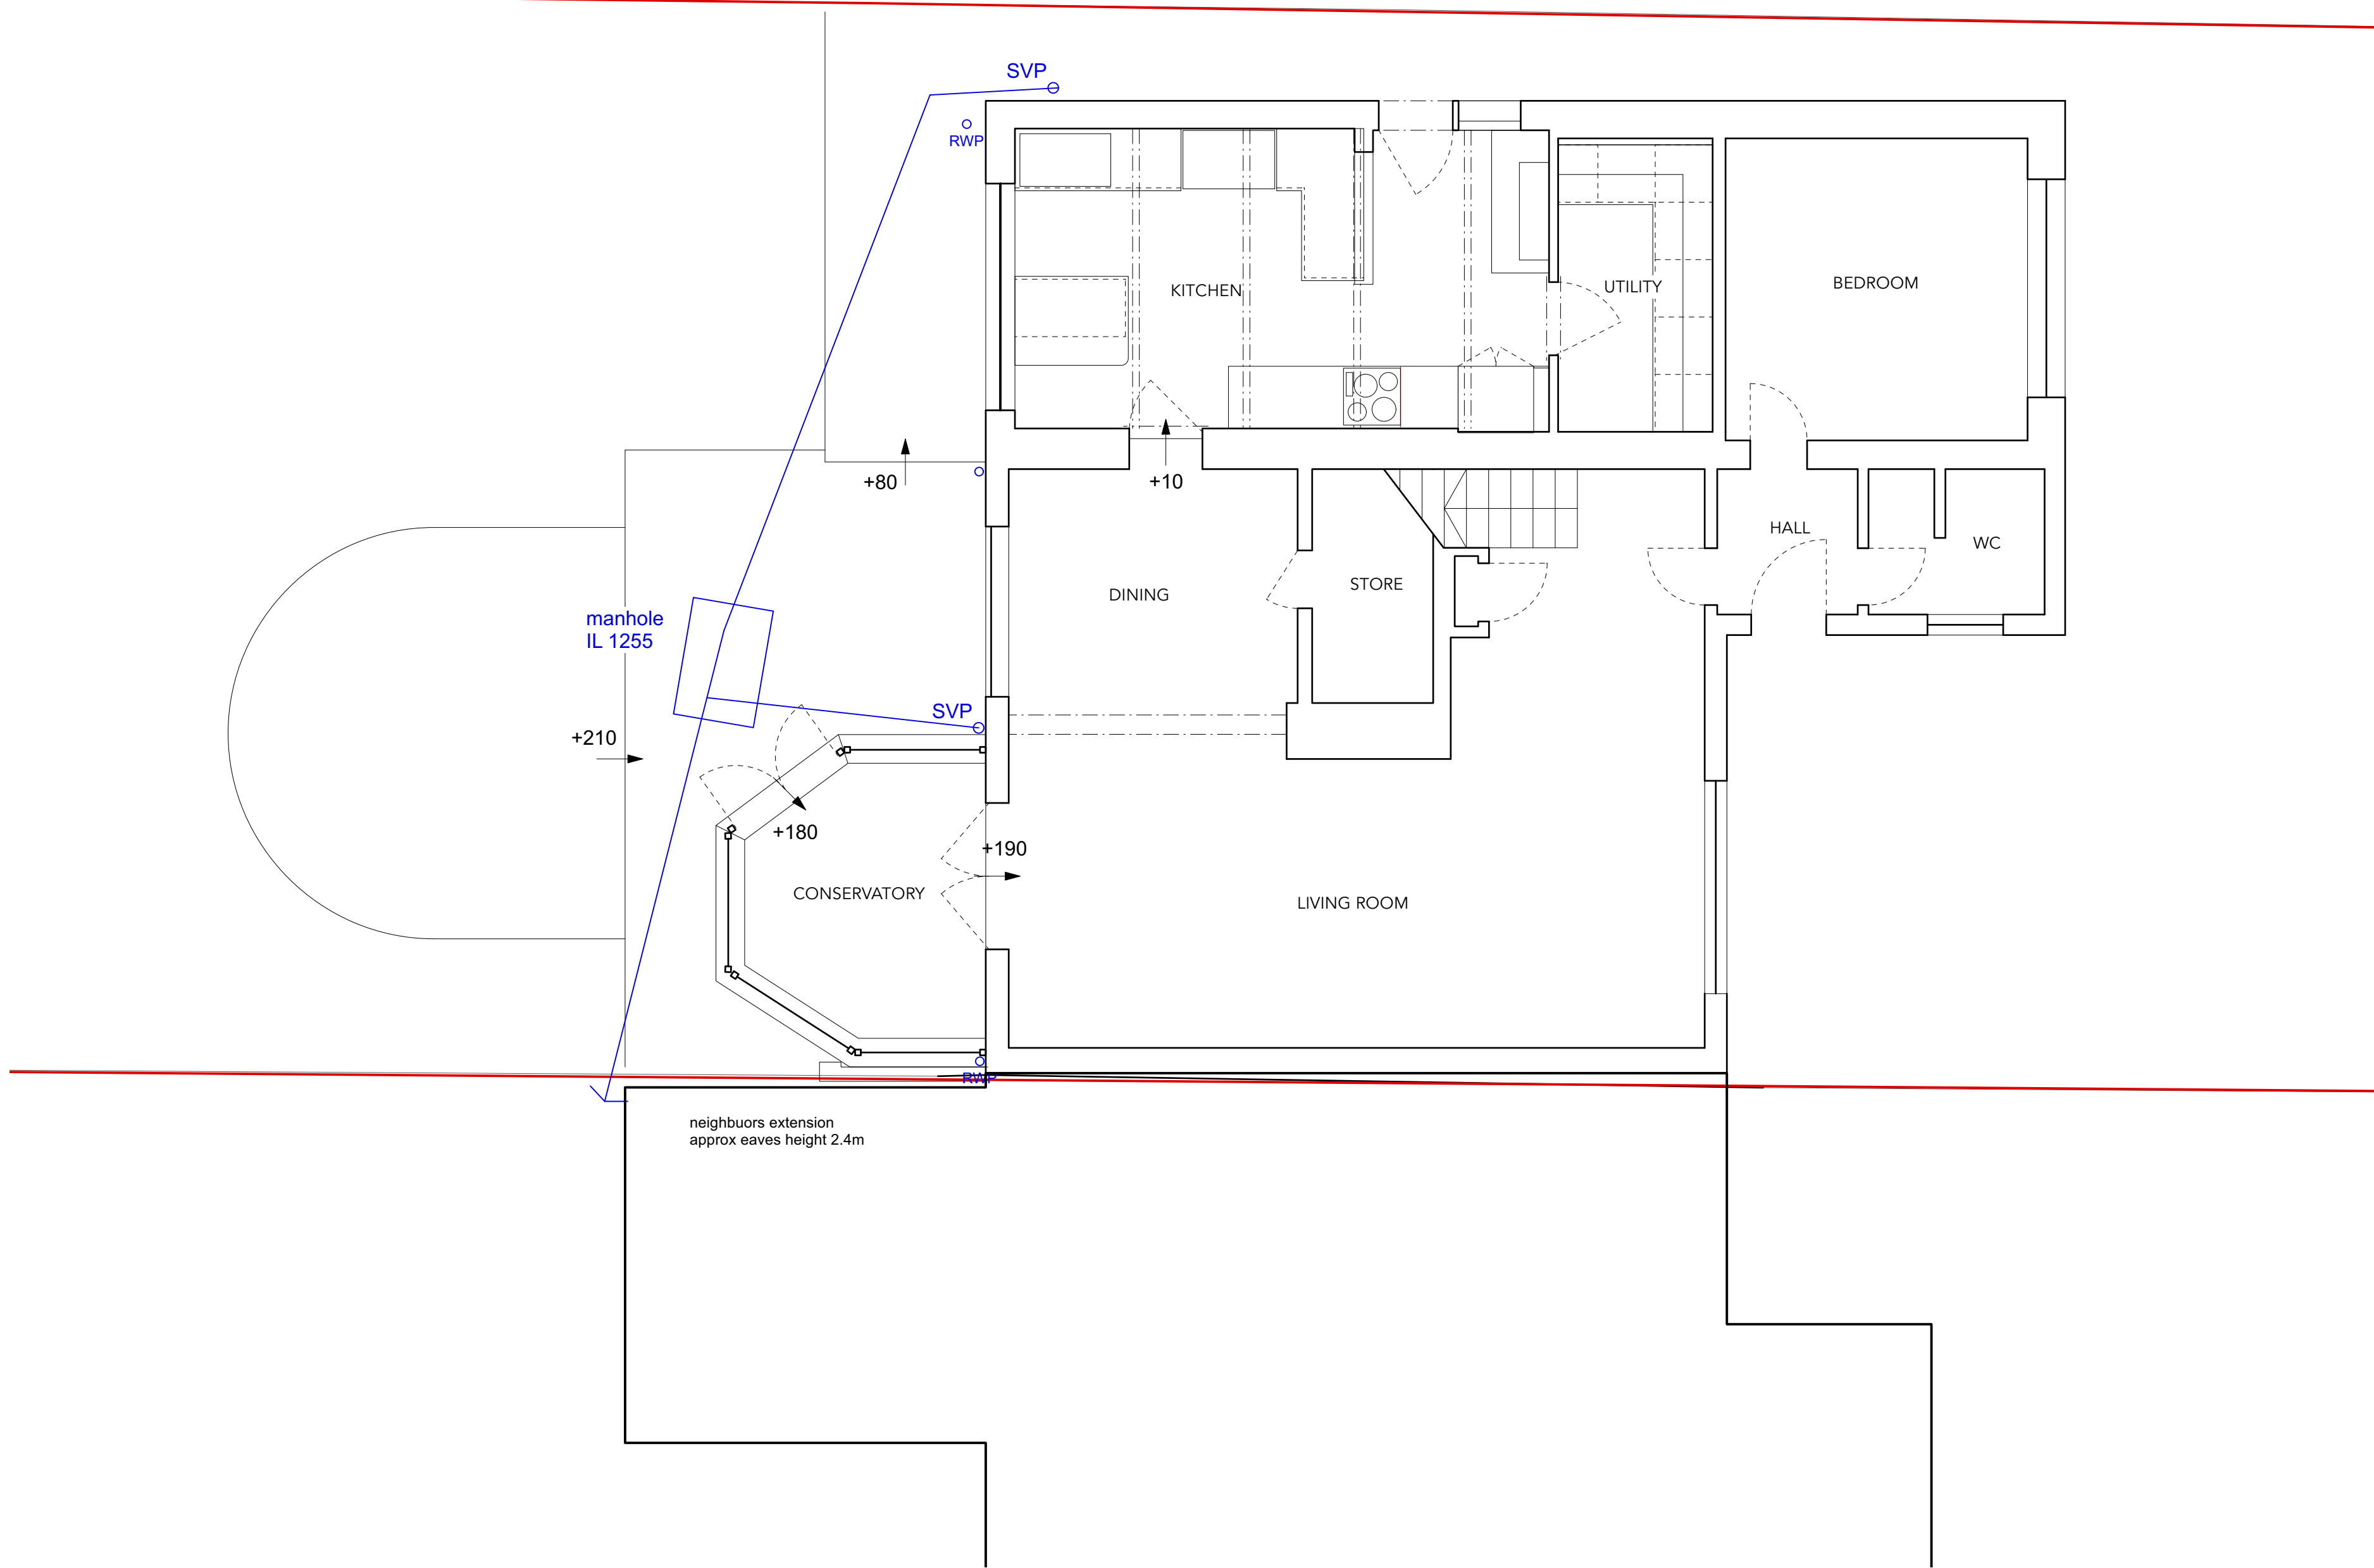 SVP
RWP
KITCHEN
UTILITY
BEDROOM
+80
+10
HALL
WC
STORE
DINING
manhole
IL 1255
SVP
+210
+180
+190
CONSERVATORY
LIVING ROOM
RWP
neighbuors extension
approx eaves height 2.4m